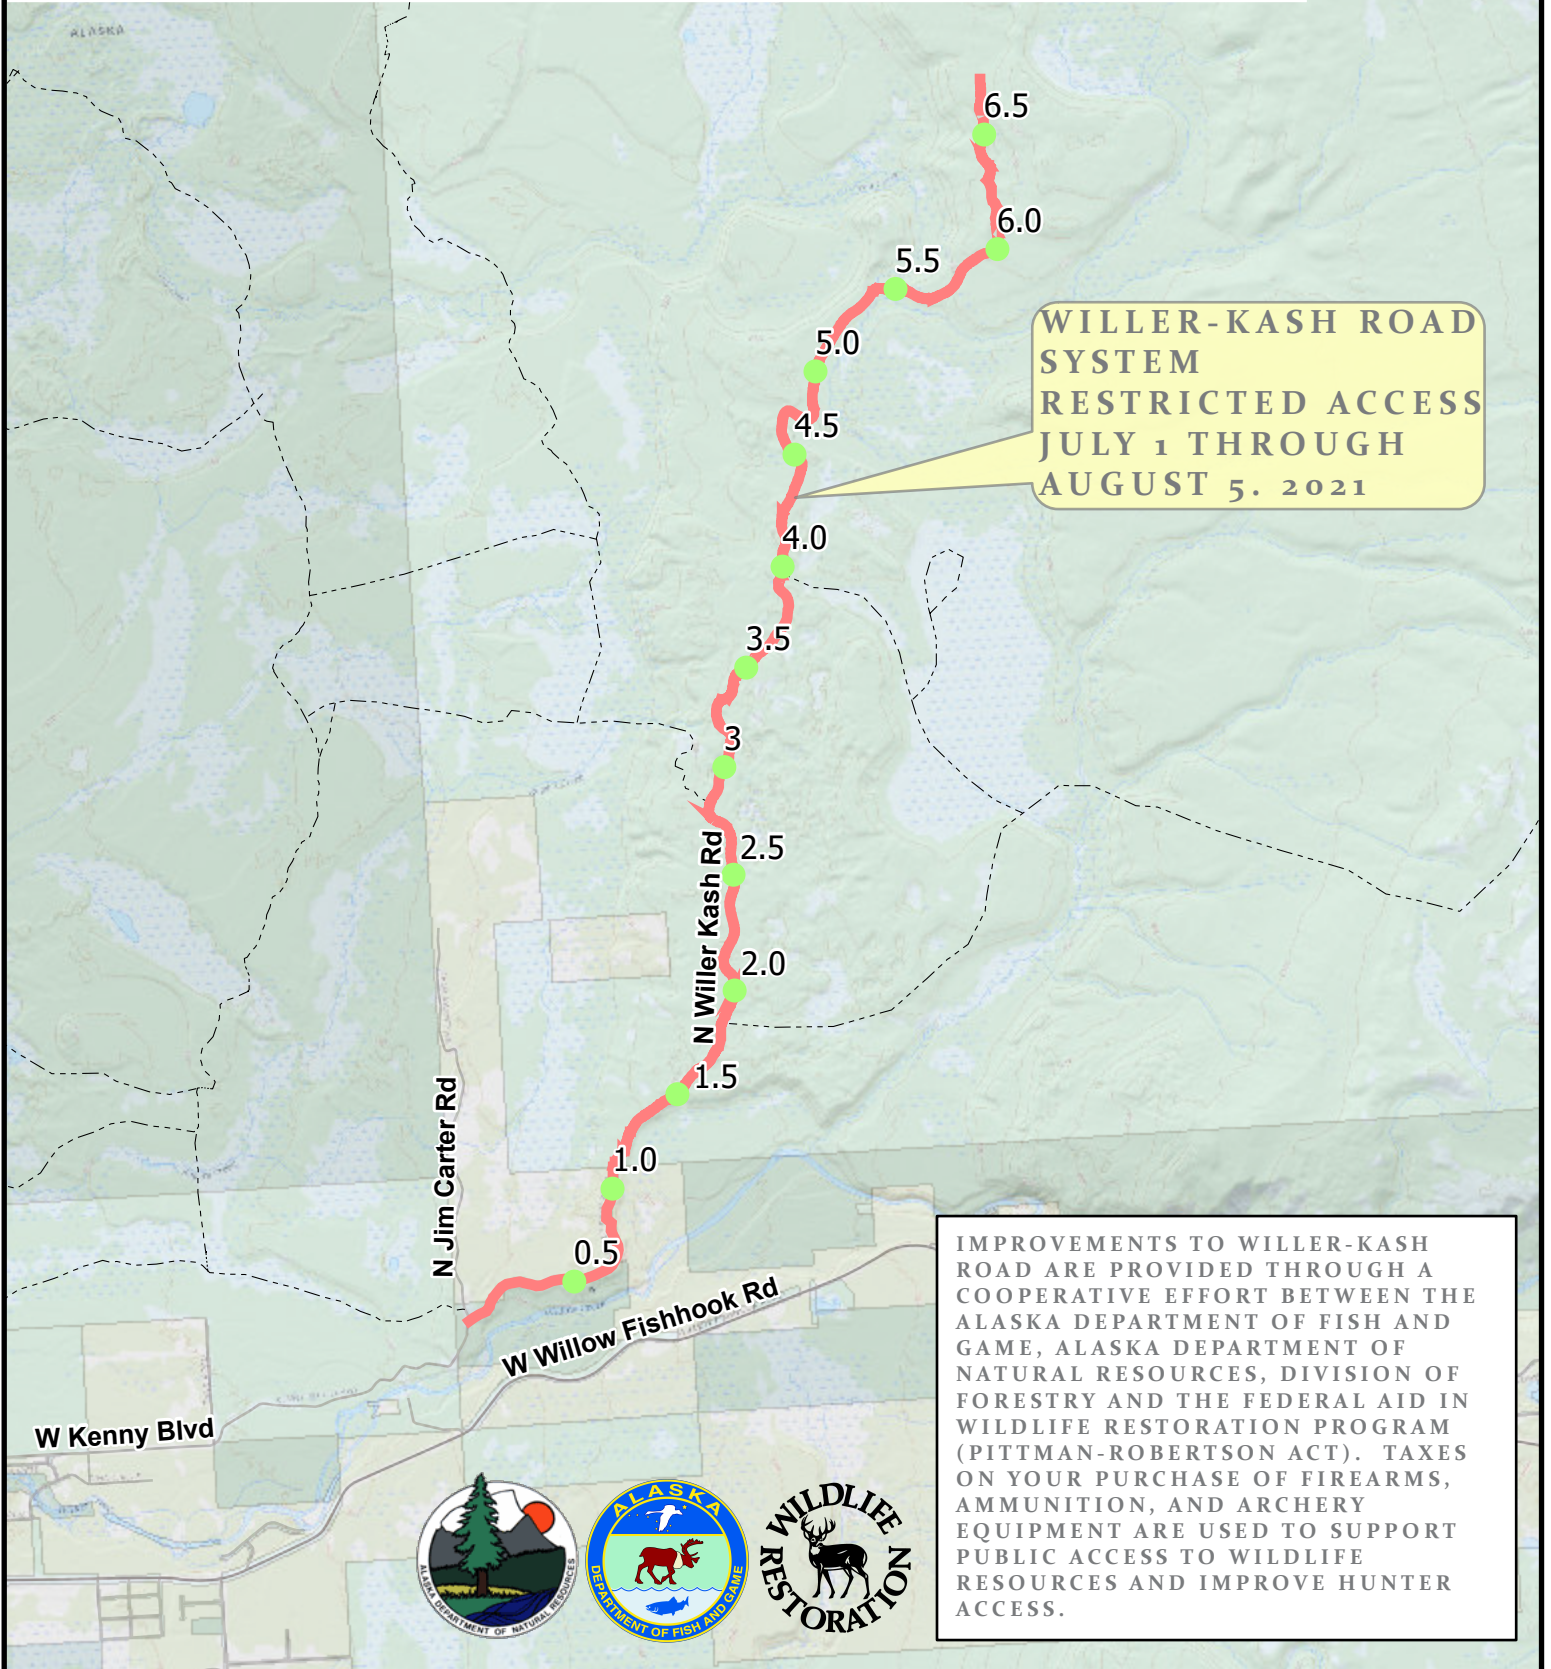 ALASKA
6.5
6.0
5.5
5.0
4.5
4.0
3.5
3
2.5
2.0
1.5
1.0
0.5
WILLER-KASH ROAD
SYSTEM
RESTRICTED ACCESS
JULY 1 THROUGH
AUGUST 5. 2021
N Willer Kash Rd
N Jim Carter Rd
W Willow Fishhook Rd
W Kenny Blvd
IMPROVEMENTS TO WILLER-KASH
ROAD ARE PROVIDED THROUGH A
COOPERATIVE EFFORT BETWEEN THE
ALASKA DEPARTMENT OF FISH AND
GAME, ALASKA DEPARTMENT OF
NATURAL RESOURCES, DIVISION OF
FORESTRY AND THE FEDERAL AID IN
WILDLIFE RESTORATION PROGRAM
(PITTMAN-ROBERTSON ACT). TAXES
ON YOUR PURCHASE OF FIREARMS,
AMMUNITION, AND ARCHERY
EQUIPMENT ARE USED TO SUPPORT
PUBLIC ACCESS TO WILDLIFE
RESOURCES AND IMPROVE HUNTER
ACCESS.
ALASKA DEPARTMENT OF NATURAL RESOURCES
ALASKA
DEPARTMENT OF FISH AND GAME
WILDLIFE
RESTORATION